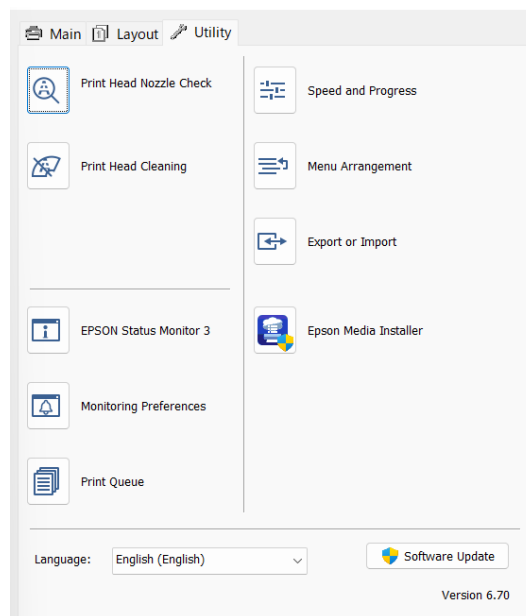 Main
Layout
Utility
Print Head Nozzle Check
Speed and Progress
Print Head Cleaning
Menu Arrangement
Export or Import
EPSON Status Monitor 3
Epson Media Installer
Monitoring Preferences
Print Queue
Language:
English (English)
Software Update
Version 6.70